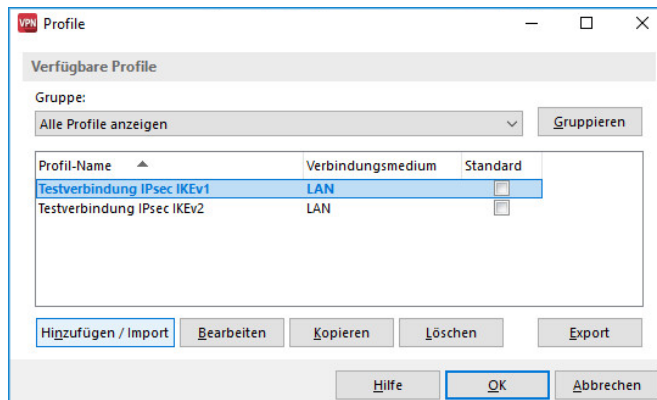 VPN Profile
Verfügbare Profile
Gruppe:
Alle Profile anzeigen Gruppieren
Profil-Name Verbindungsmedium Standard
Testverbindung IPsec IKEv1 LAN
Testverbindung IPsec IKEv2 LAN
Hinzufügen / Import Bearbeiten Kopieren Löschen Export
Hilfe OK Abbrechen